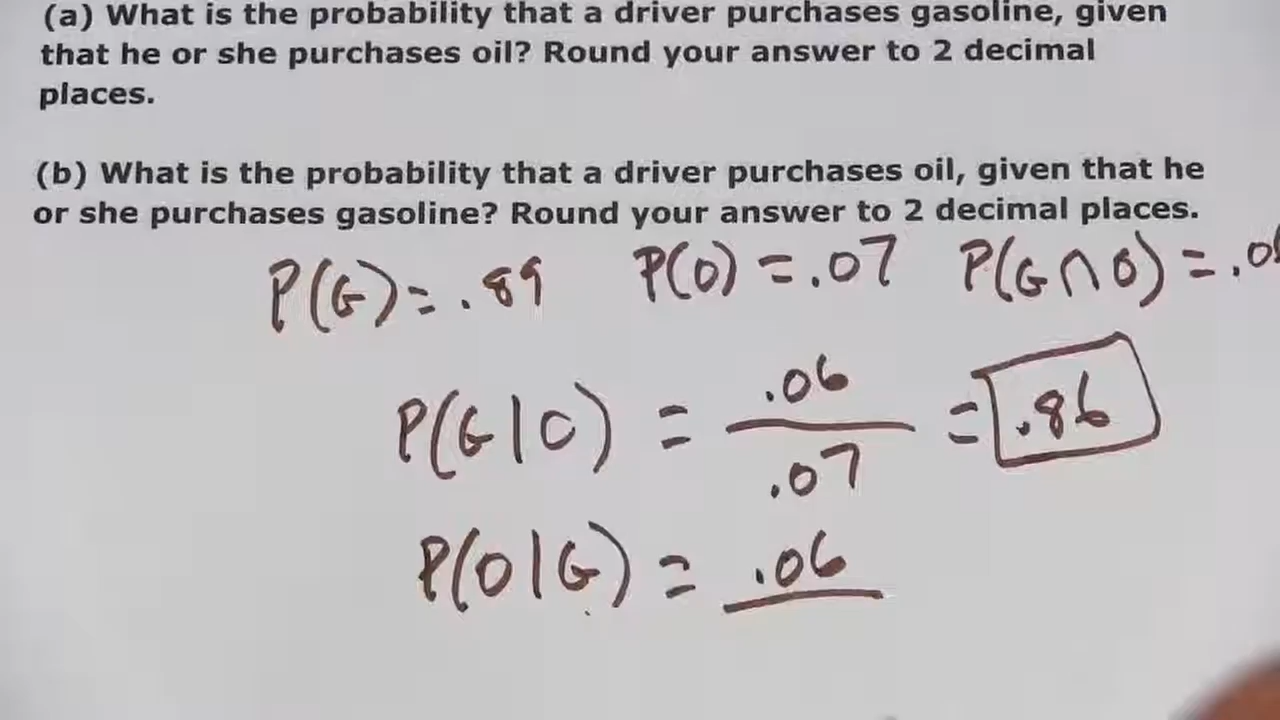 (a) What is the probability that a driver purchases gasoline, given
that he or she purchases oil? Round your answer to 2 decimal
places.
(b) What is the probability that a driver purchases oil, given that he
or she purchases gasoline? Round your answer to 2 decimal places.
P(G) = .89 P(O) = .07 P(G∩O) = .0
P(G|O) = .06 / .07 = .86
P(O|G) = .06